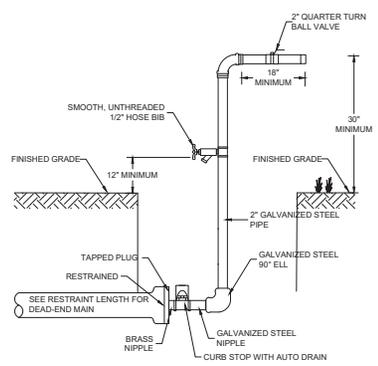 2" QUARTER TURN
BALL VALVE
18"
MINIMUM
SMOOTH, UNTHREADED
1/2" HOSE BIB
30"
MINIMUM
FINISHED GRADE
12" MINIMUM
FINISHED GRADE
2" GALVANIZED STEEL
PIPE
TAPPED PLUG
GALVANIZED STEEL
90° ELL
RESTRAINED
SEE RESTRAINT LENGTH FOR
DEAD-END MAIN
BRASS
NIPPLE
GALVANIZED STEEL
NIPPLE
CURB STOP WITH AUTO DRAIN